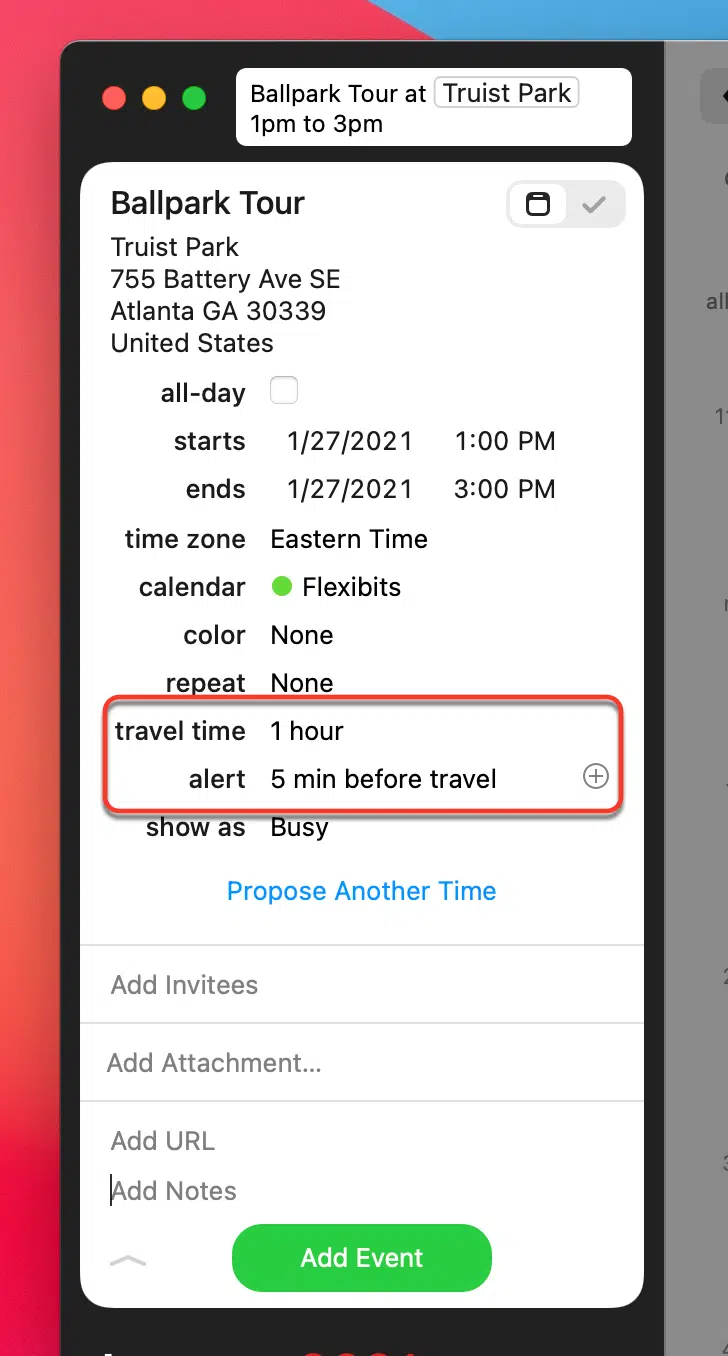 Ballpark Tour at Truist Park
1pm to 3pm
Ballpark Tour
Truist Park
755 Battery Ave SE
Atlanta GA 30339
United States
all-day
starts 1/27/2021 1:00 PM
ends 1/27/2021 3:00 PM
time zone Eastern Time
calendar Flexibits
color None
repeat None
travel time 1 hour
alert 5 min before travel
show as Busy
Propose Another Time
Add Invitees
Add Attachment...
Add URL
Add Notes
Add Event